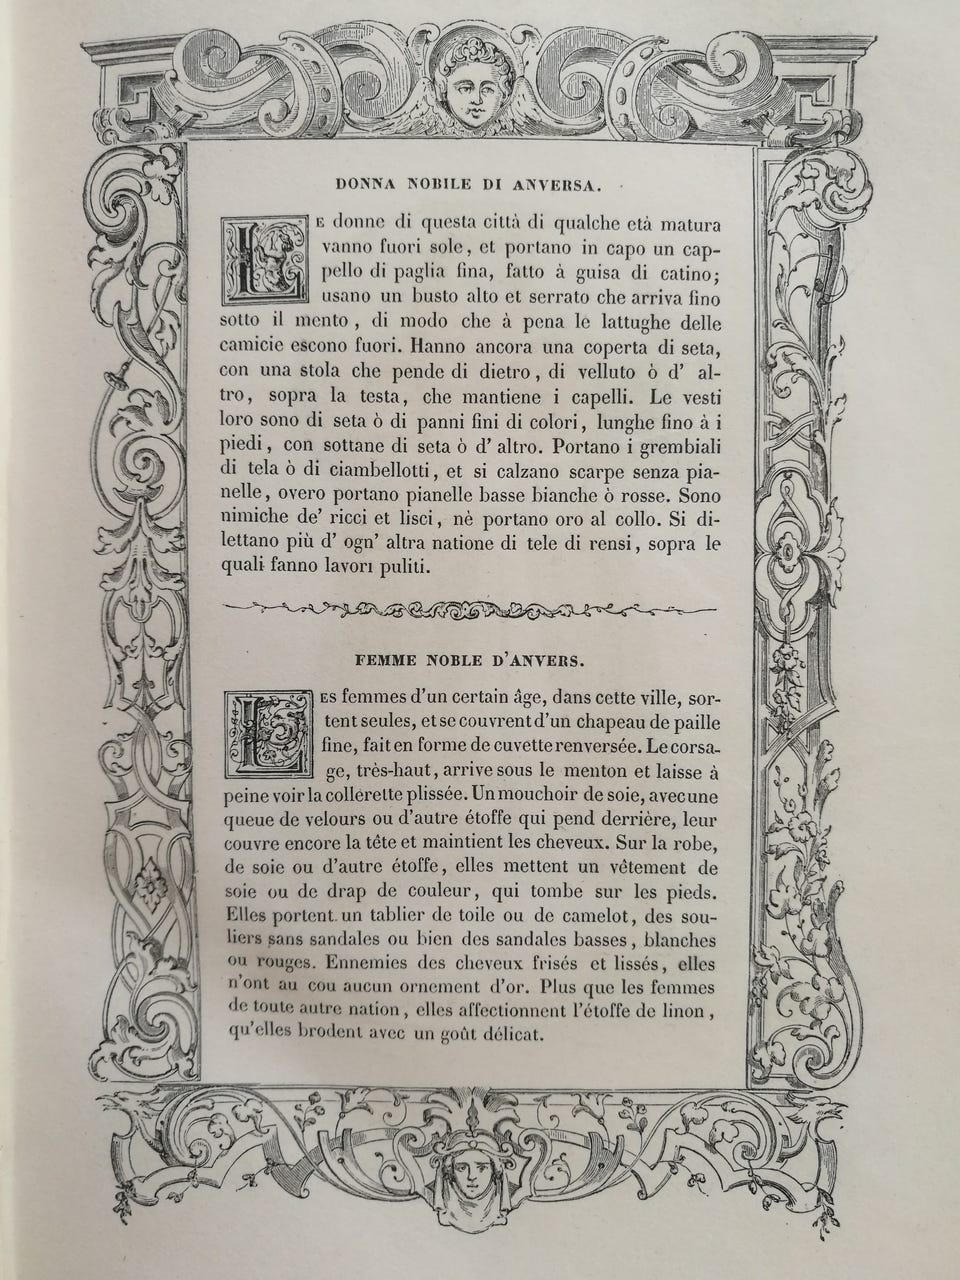 DONNA NOBILE DI ANVERSA.
LE donne di questa città di qualche età matura
vanno fuori sole, et portano in capo un cap-
pello di paglia fina, fatto à guisa di catino;
usano un busto alto et serrato che arriva fino
sotto il mento, di modo che à pena le lattughe delle
camicie escono fuori. Hanno ancora una coperta di seta,
con una stola che pende di dietro, di velluto ò d' al-
tro, sopra la testa, che mantiene i capelli. Le vesti
loro sono di seta ò di panni fini di colori, lunghe fino à i
piedi, con sottane di seta ò d' altro. Portano i grembiali
di tela ò di ciambellotti, et si calzano scarpe senza pia-
nelle, overo portano pianelle basse bianche ò rosse. Sono
nimiche de' ricci et lisci, nè portano oro al collo. Si di-
lettano più d' ogn' altra natione di tele di rensi, sopra le
quali fanno lavori puliti.
FEMME NOBLE D'ANVERS.
LES femmes d'un certain âge, dans cette ville, sor-
tent seules, et se couvrent d'un chapeau de paille
fine, fait en forme de cuvette renversée. Le corsa-
ge, très-haut, arrive sous le menton et laisse à
peine voir la collerette plissée. Un mouchoir de soie, avec une
queue de velours ou d'autre étoffe qui pend derrière, leur
couvre encore la tête et maintient les cheveux. Sur la robe,
de soie ou d'autre étoffe, elles mettent un vêtement de
soie ou de drap de couleur, qui tombe sur les pieds.
Elles portent un tablier de toile ou de camelot, des sou-
liers sans sandales ou bien des sandales basses, blanches
ou rouges. Ennemies des cheveux frisés et lissés, elles
n'ont au cou aucun ornement d'or. Plus que les femmes
de toute autre nation, elles affectionnent l'étoffe de linon,
qu'elles brodent avec un goût délicat.